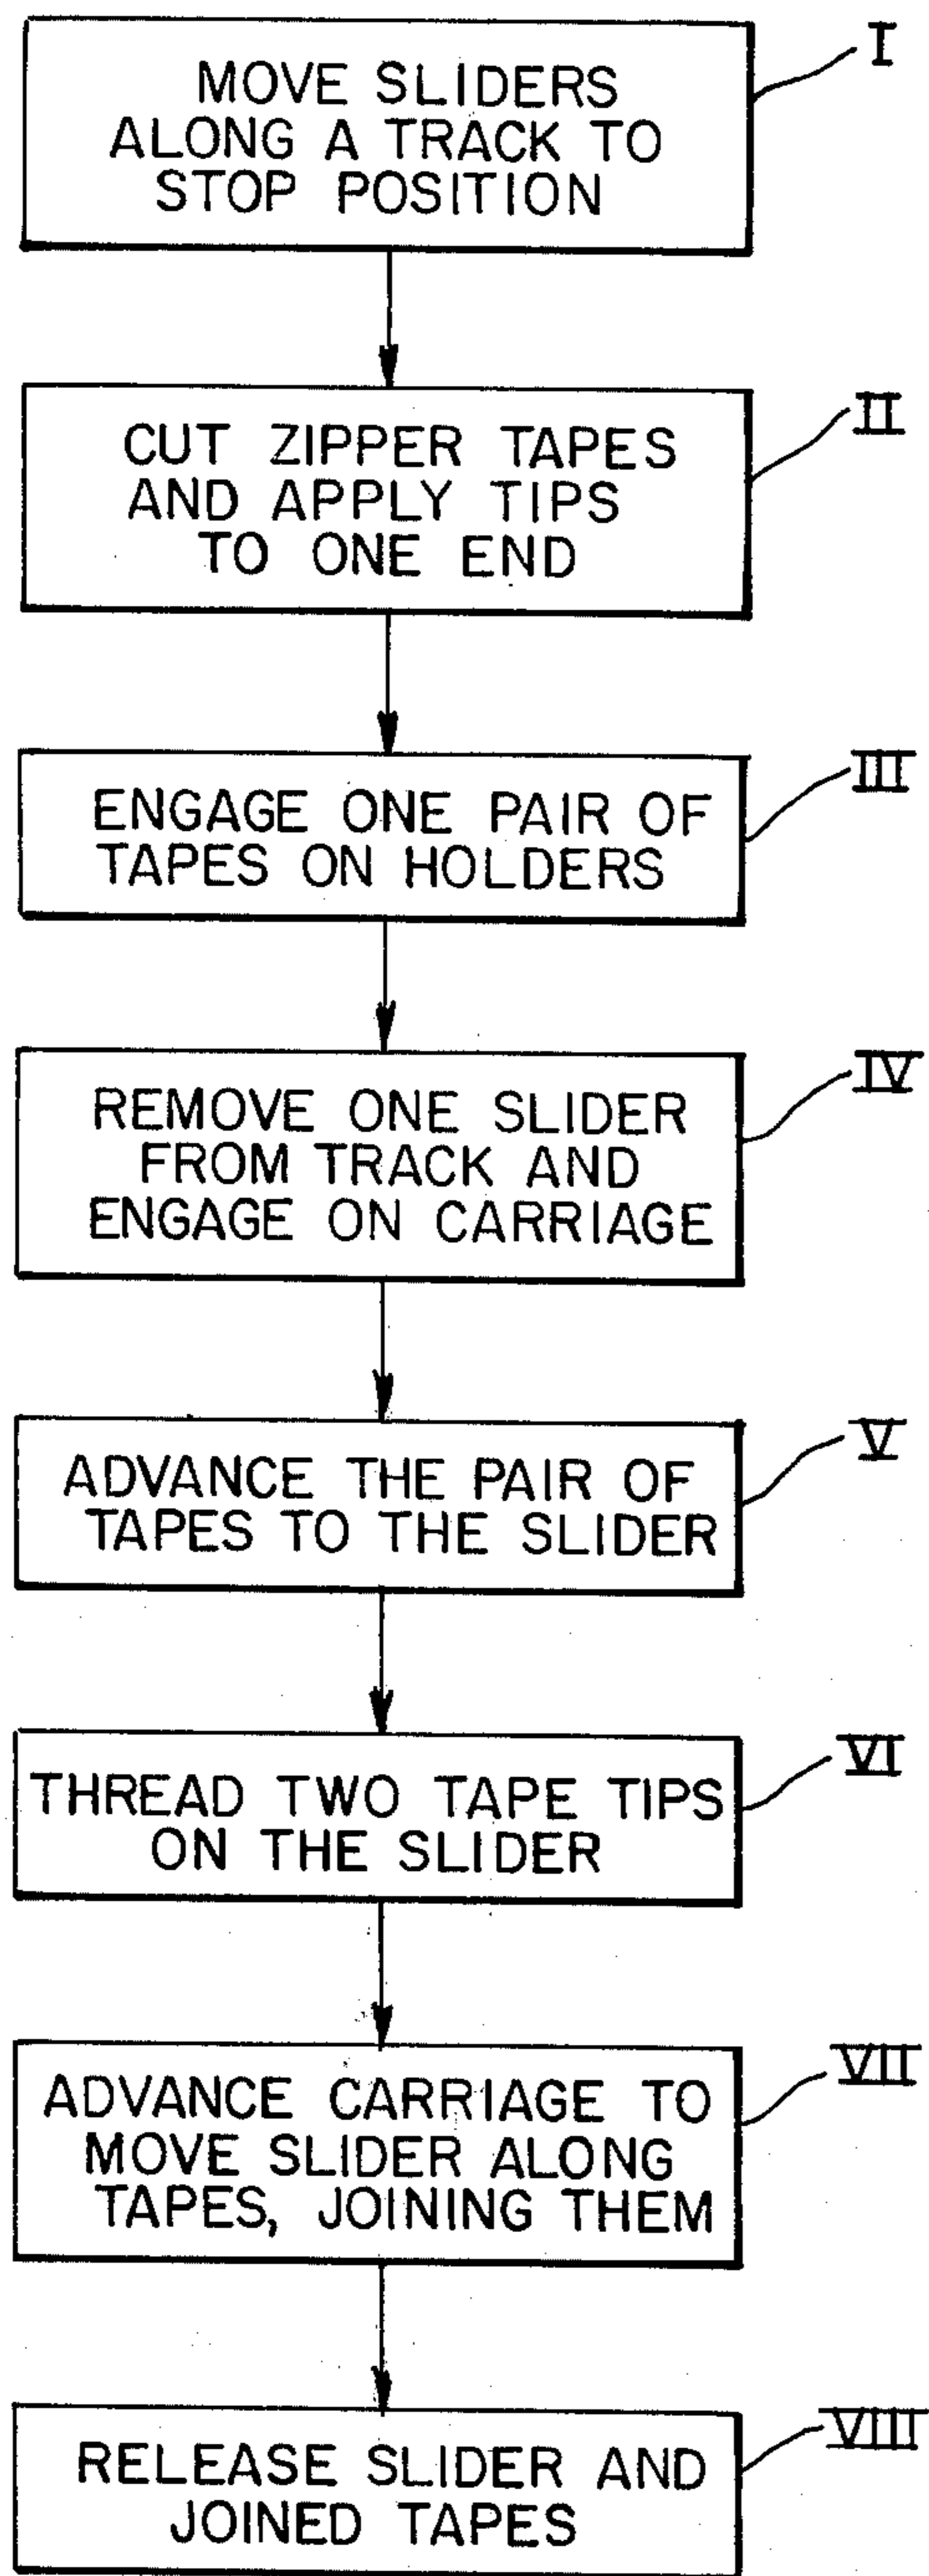 MOVE SLIDERS
ALONG A TRACK TO
STOP POSITION
I
CUT ZIPPER TAPES
AND APPLY TIPS
TO ONE END
II
ENGAGE ONE PAIR OF
TAPES ON HOLDERS
III
REMOVE ONE SLIDER
FROM TRACK AND
ENGAGE ON CARRIAGE
IV
ADVANCE THE PAIR OF
TAPES TO THE SLIDER
V
THREAD TWO TAPE TIPS
ON THE SLIDER
VI
ADVANCE CARRIAGE TO
MOVE SLIDER ALONG
TAPES, JOINING THEM
VII
RELEASE SLIDER AND
JOINED TAPES
VIII